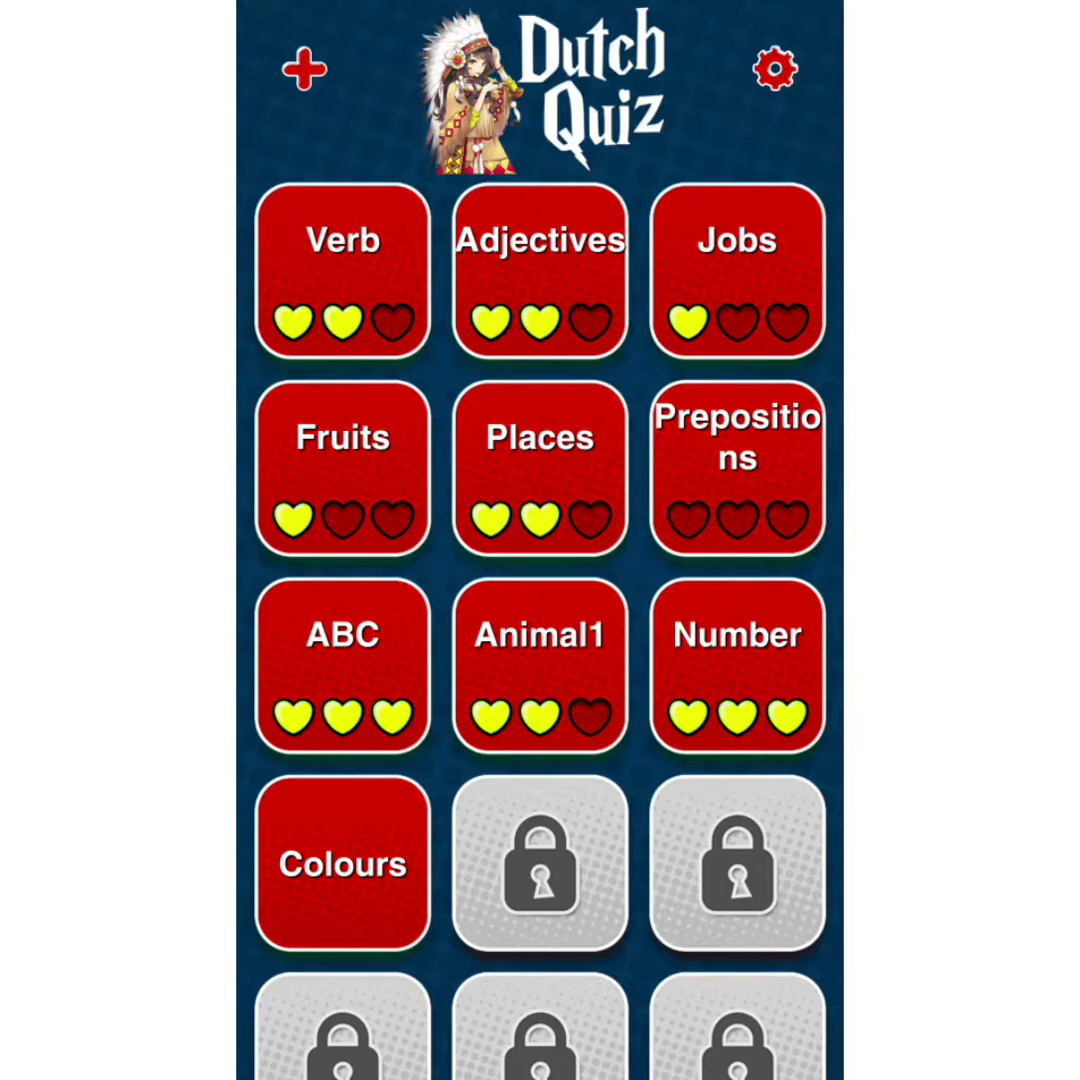 Dutch
Quiz
Verb
Adjectives
Jobs
Fruits
Places
Prepositio
ns
ABC
Animal1
Number
Colours